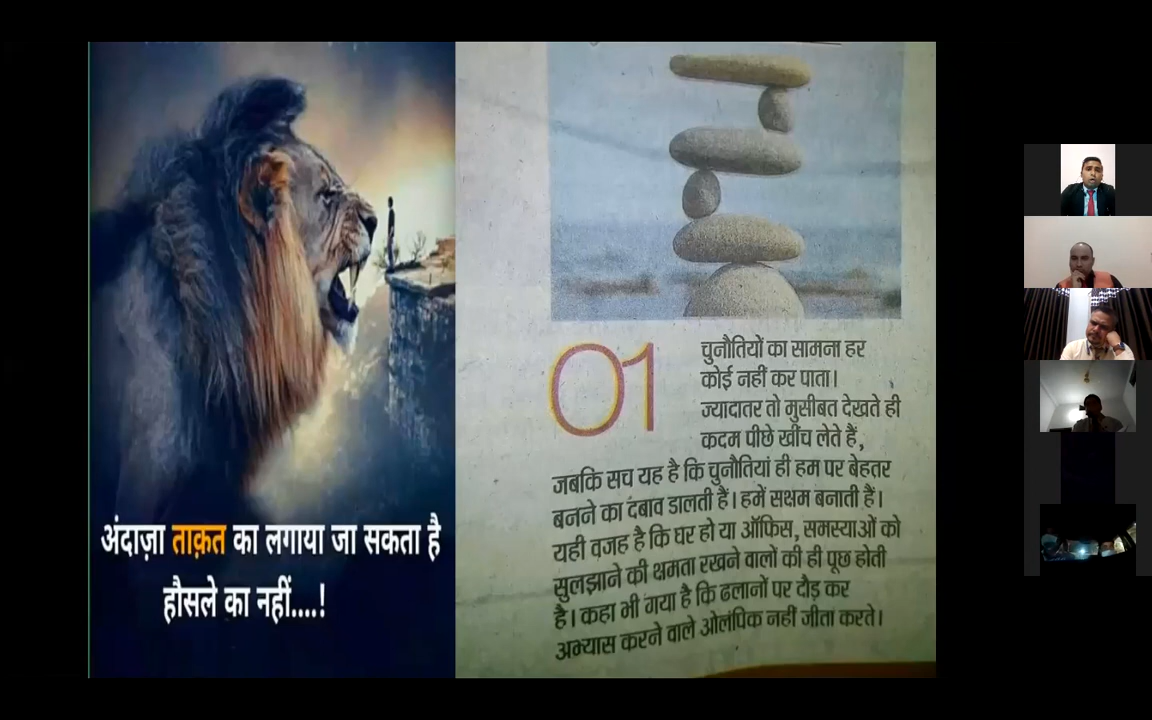 अंदाज़ा ताक़त का लगाया जा सकता है
हौसले का नहीं....!
01
चुनौतियों का सामना हर
कोई नहीं कर पाता।
ज्यादातर तो मुसीबत देखते ही
कदम पीछे खींच लेते हैं,
जबकि सच यह है कि चुनौतियां ही हम पर बेहतर
बनने का दबाव डालती हैं। हमें सक्षम बनाती हैं।
यही वजह है कि घर हो या ऑफिस, समस्याओं को
सुलझाने की क्षमता रखने वालों की ही पूछ होती
है। कहा भी गया है कि ढलानों पर दौड़ कर
अभ्यास करने वाले ओलंपिक नहीं जीता करते।